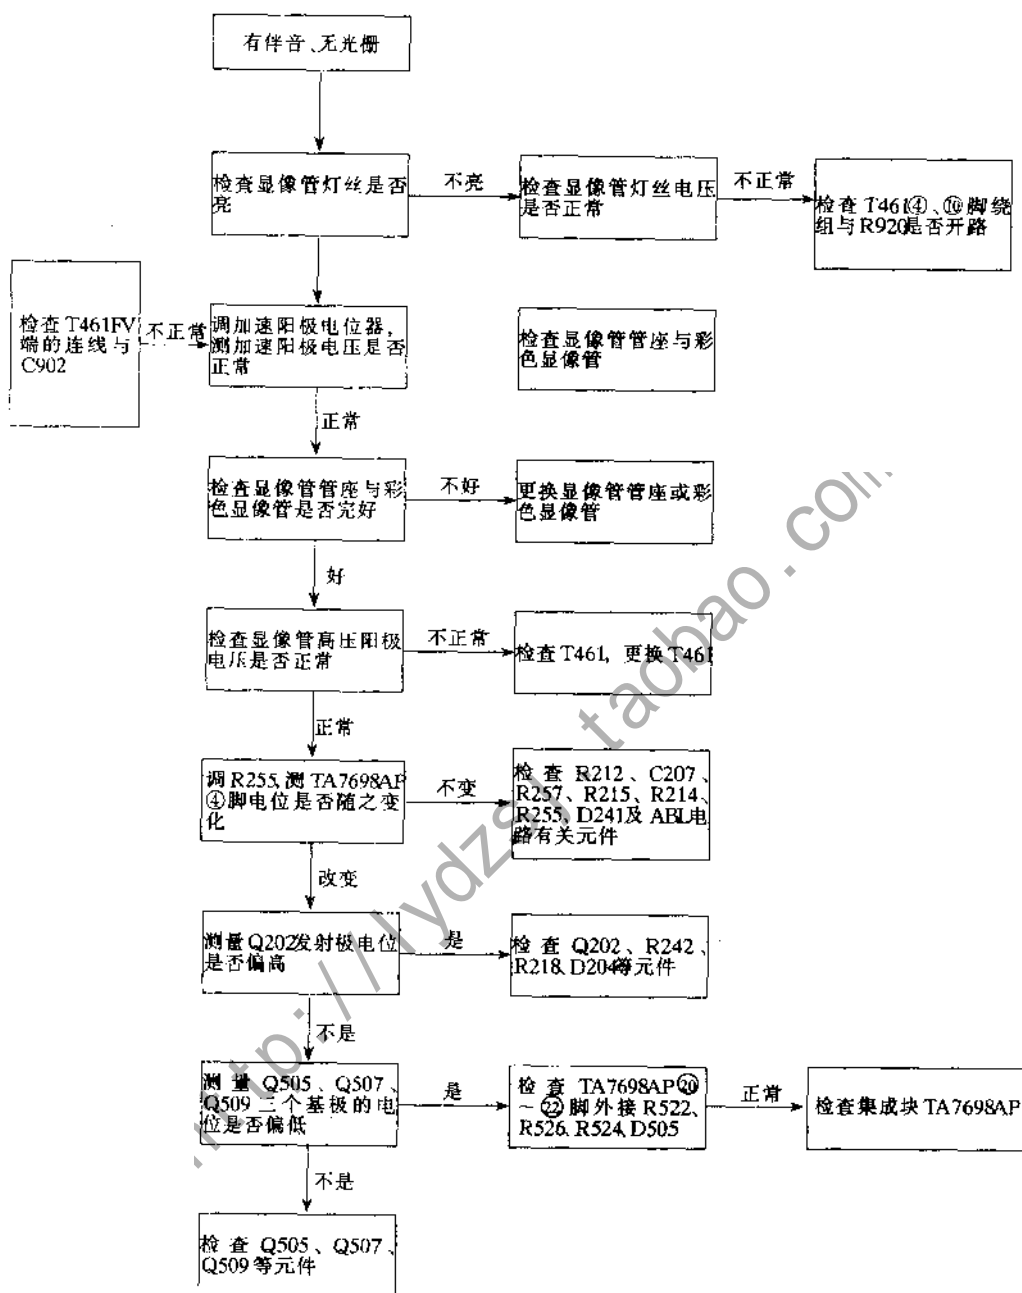 有伴音、无光栅
检查显像管灯丝是否
亮
不亮
检查显像管灯丝电压
是否正常
不正常
检查T461④、⑩脚绕
组与R920是否开路
检查T461FV
端的连线与
C902
不正常
调加速阳极电位器，
测加速阳极电压是否
正常
检查显像管管座与彩
色显像管
正常
检查显像管管座与彩
色显像管是否完好
不好
更换显像管管座或彩
色显像管
好
检查显像管高压阳极
电压是否正常
不正常
检查T461，更换T461
正常
调R255,测TA7698AP
④脚电位是否随之变
化
不变
检查R212、C207、
R257、R215、R214、
R255、D241及ABL电
路有关元件
改变
测量Q202发射极电位
是否偏高
是
检查Q202、R242、
R218、D204等元件
不是
测量Q505、Q507、
Q509三个基极的电
位是否偏低
是
检查TA7698AP⑳
～㉒脚外接R522、
R526、R524、D505
正常
检查集成块TA7698AP
不是
检查Q505、Q507、
Q509等元件
http://lydzsj.taobao.com